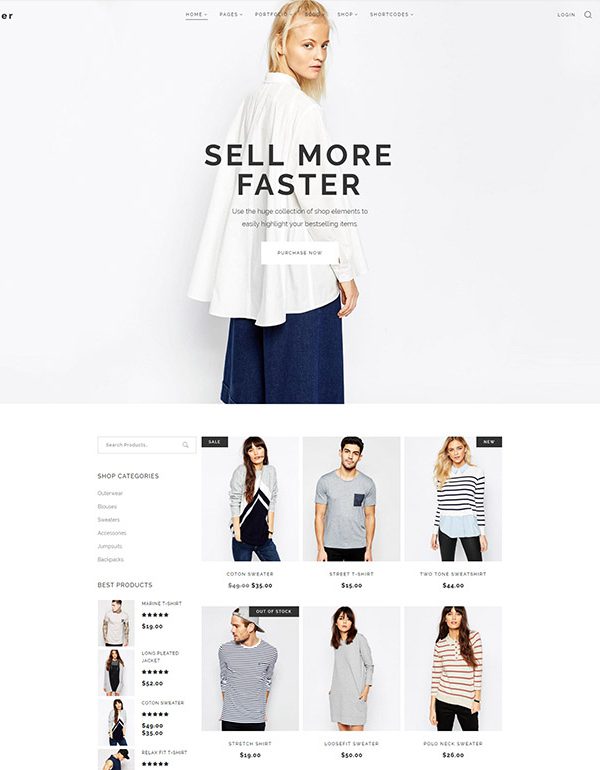 er
HOME PAGES PORTFOLIO SHOP SHORTCODES
LOGIN
SELL MORE
FASTER
Use the huge collection of shop elements to
easily highlight your bestselling items.
PURCHASE NOW
Search Products..
SHOP CATEGORIES
Outerwear
Blouses
Sweaters
Accessories
Jumpsuits
Backpacks
BEST PRODUCTS
MARINE T-SHIRT
$19.00
LONG PLEATED
JACKET
$52.00
COTON SWEATER
$49.00
$35.00
RELAX FIT T-SHIRT
SALE
NEW
COTON SWEATER
$49.00 $35.00
STREET T-SHIRT
$15.00
TWO TONE SWEATSHIRT
$44.00
OUT OF STOCK
STRETCH SHIRT
$19.00
LOOSEFIT SWEATER
$50.00
POLO NECK SWEATER
$26.00